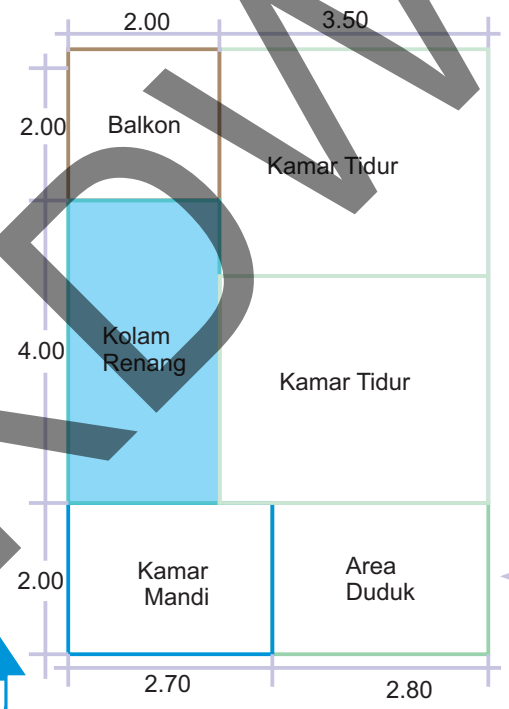 2.00
3.50
2.00
Balkon
Kamar Tidur
4.00
Kolam
Renang
Kamar Tidur
2.00
Kamar
Mandi
Area
Duduk
2.70
2.80